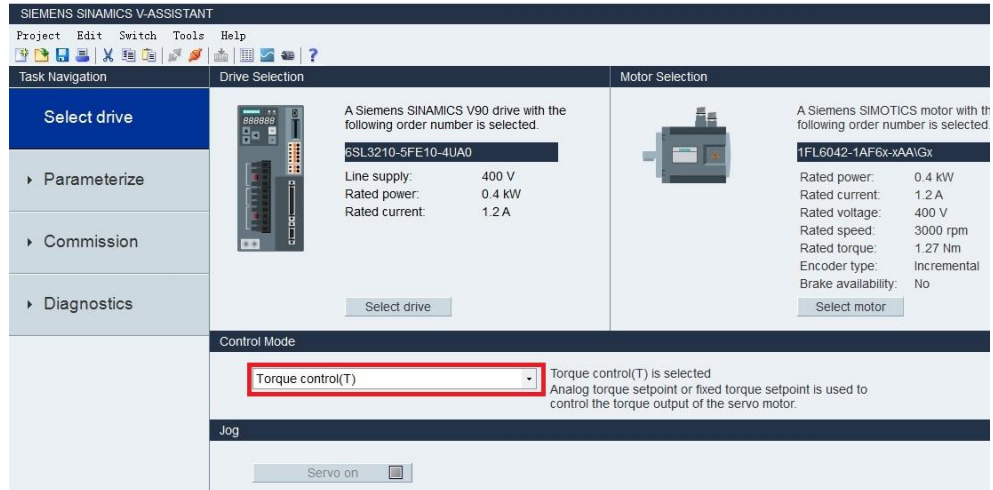 SIEMENS SINAMICS V-ASSISTANT
Project Edit Switch Tools Help
Task Navigation
Drive Selection
Motor Selection
Select drive
Parameterize
Commission
Diagnostics
888888
A Siemens SINAMICS V90 drive with the
following order number is selected.
6SL3210-5FE10-4UA0
Line supply: 400 V
Rated power: 0.4 kW
Rated current: 1.2 A
Select drive
A Siemens SIMOTICS motor with th
following order number is selected.
1FL6042-1AF6x-xAA\Gx
Rated power: 0.4 kW
Rated current: 1.2 A
Rated voltage: 400 V
Rated speed: 3000 rpm
Rated torque: 1.27 Nm
Encoder type: Incremental
Brake availability: No
Select motor
Control Mode
Torque control(T)
Torque control(T) is selected
Analog torque setpoint or fixed torque setpoint is used to
control the torque output of the servo motor.
Jog
Servo on